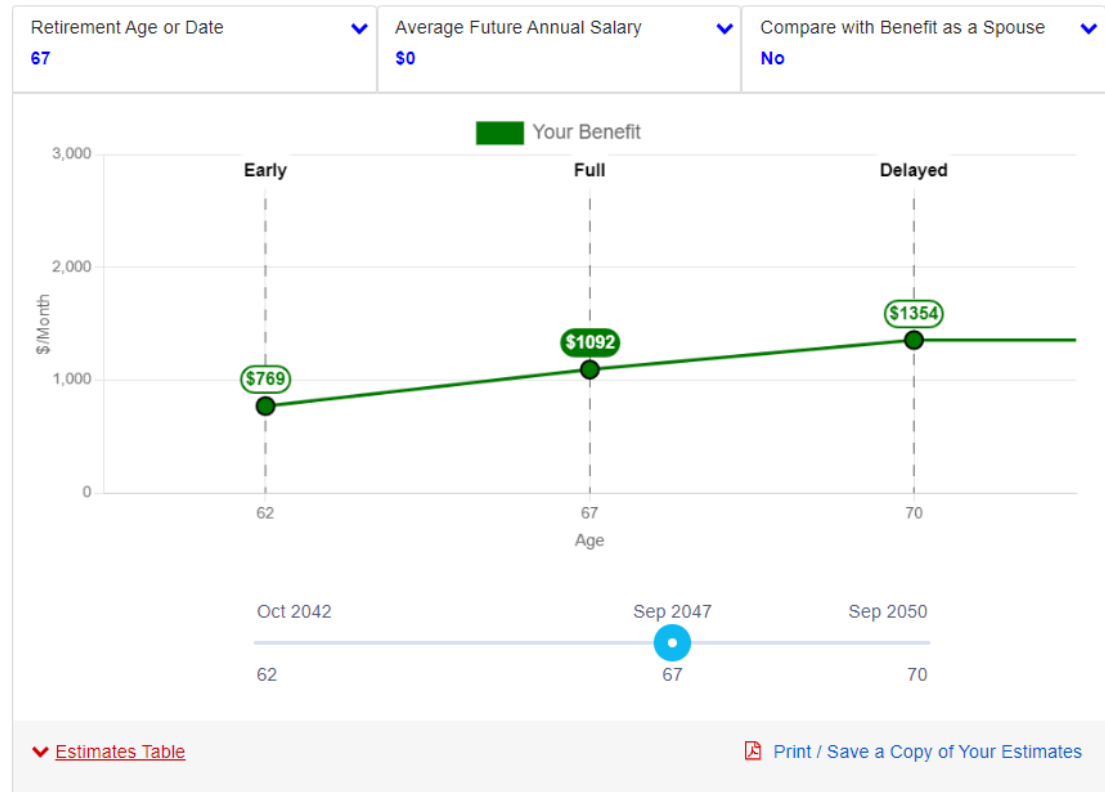 Retirement Age or Date
67
Average Future Annual Salary
$0
Compare with Benefit as a Spouse
No
Your Benefit
3,000
2,000
1,000
0
$/Month
Early
Full
Delayed
$769
$1092
$1354
62
67
70
Age
Oct 2042
Sep 2047
Sep 2050
62
67
70
Estimates Table
Print / Save a Copy of Your Estimates